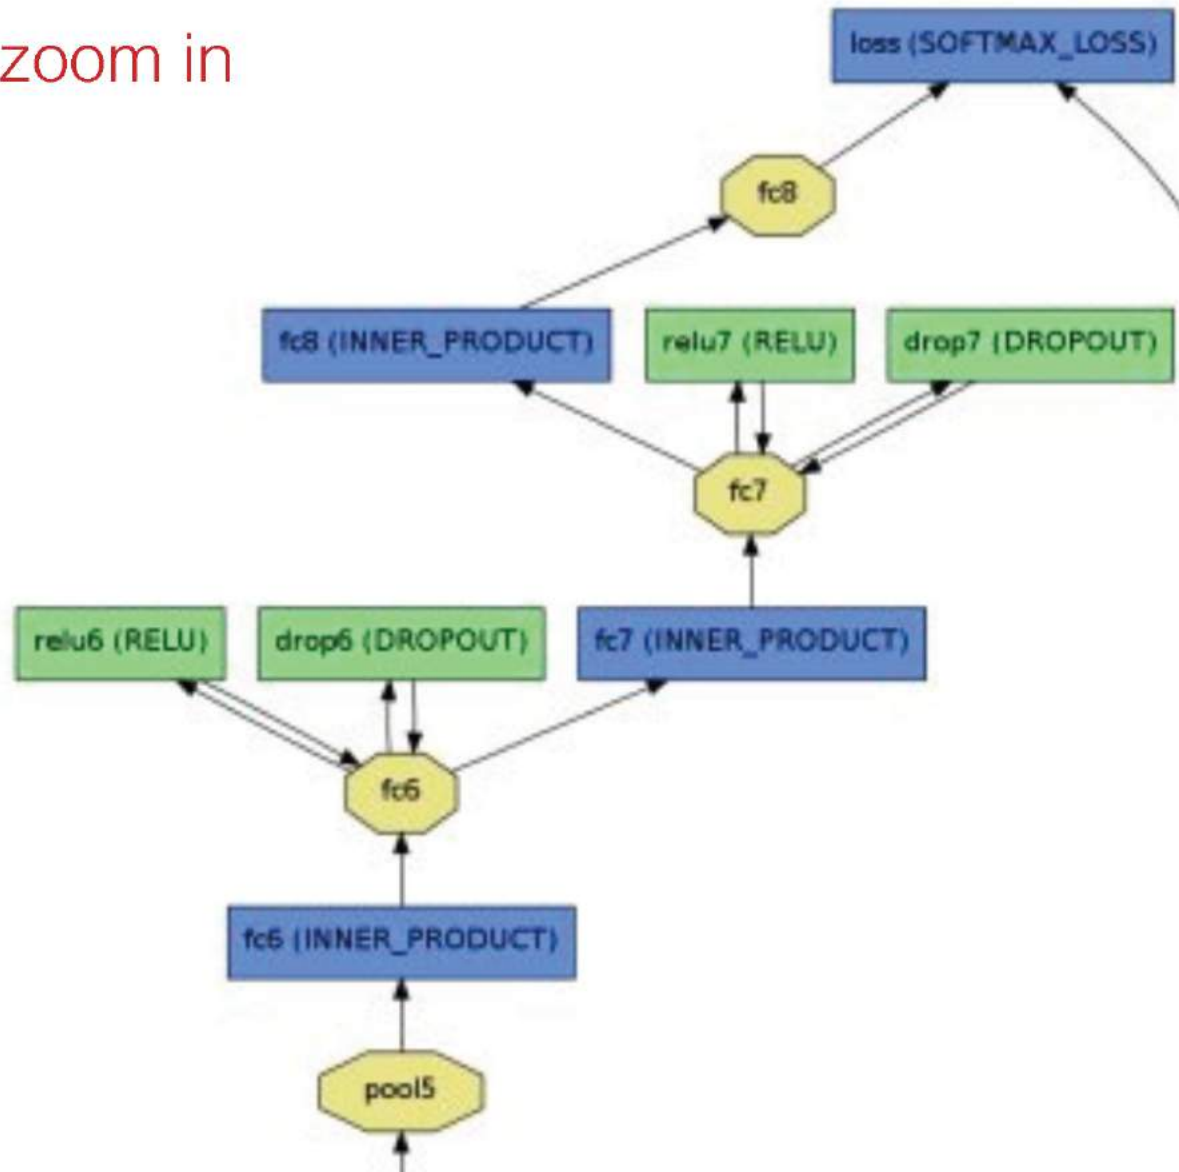 zoom in
loss (SOFTMAX_LOSS)
fc8
fc8 (INNER_PRODUCT)
relu7 (RELU)
drop7 (DROPOUT)
fc7
relu6 (RELU)
drop6 (DROPOUT)
fc7 (INNER_PRODUCT)
fc6
fc6 (INNER_PRODUCT)
pool5